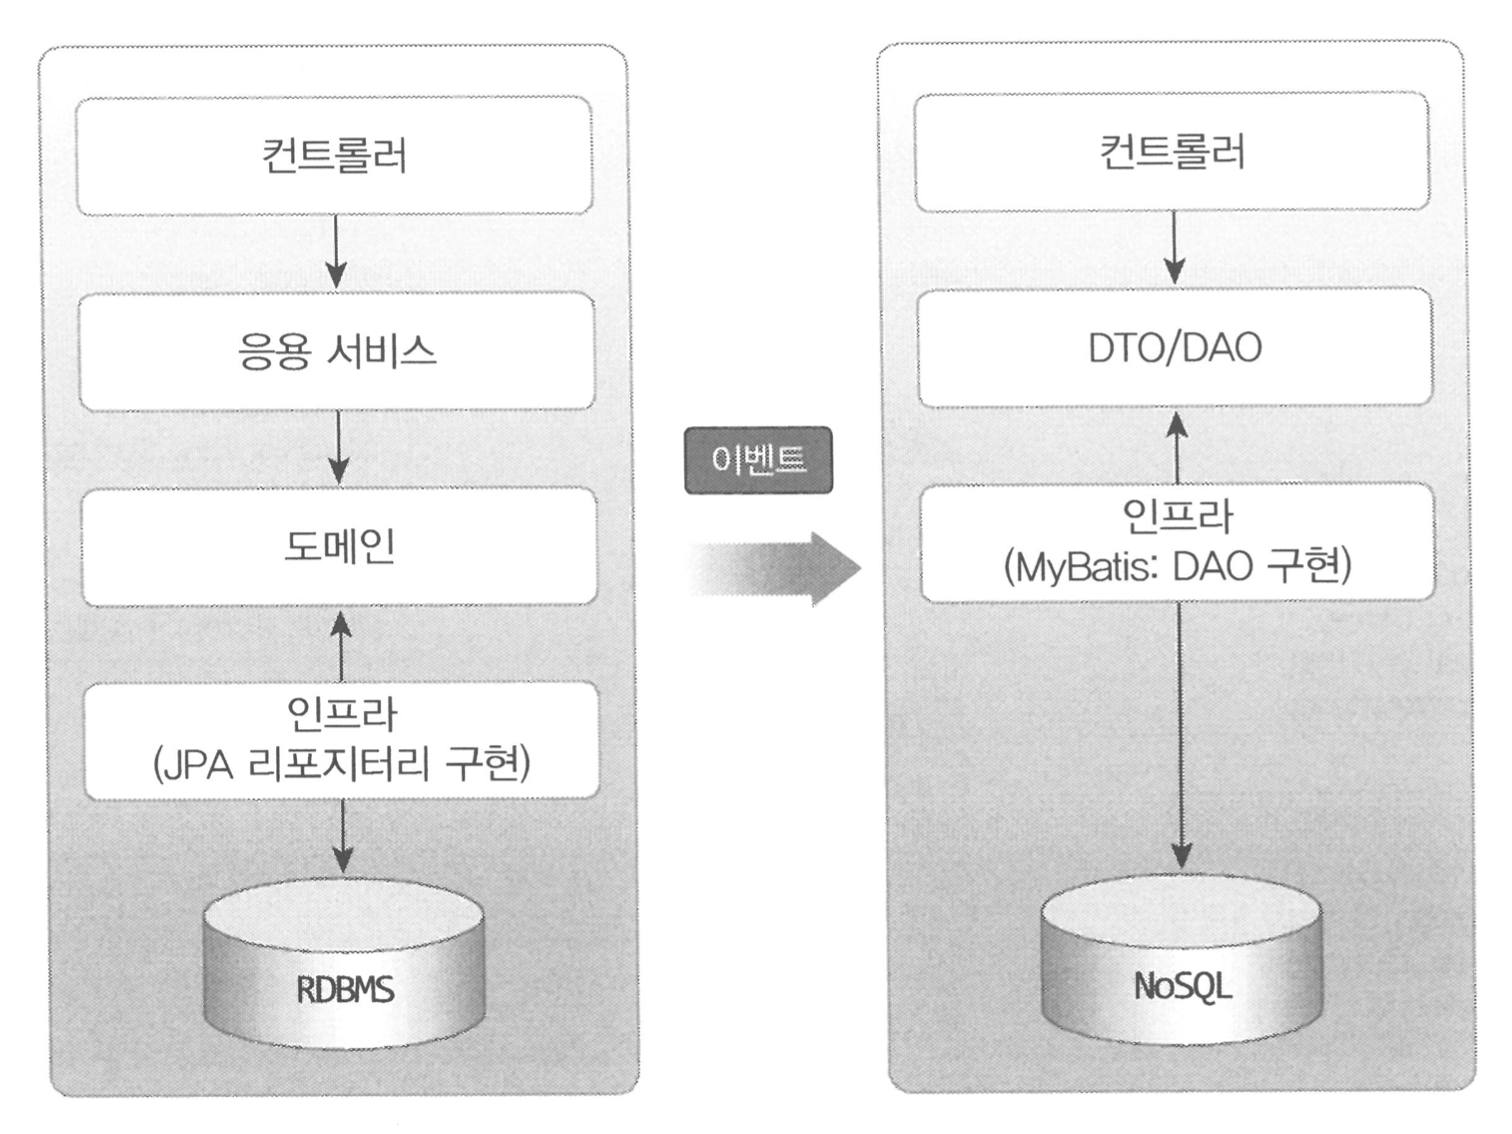 컨트롤러
응용 서비스
도메인
인프라
(JPA 리포지터리 구현)
RDBMS
이벤트
컨트롤러
DTO/DAO
인프라
(MyBatis: DAO 구현)
NoSQL